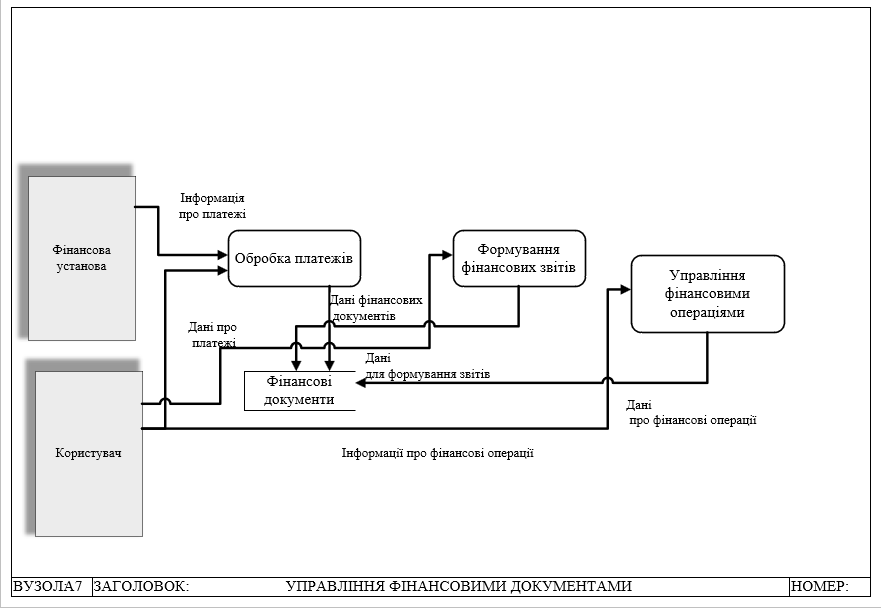 Інформація
про платежі
Фінансова
установа
Обробка платежів
Формування
фінансових звітів
Управління
фінансовими
операціями
Дані фінансових
документів
Дані про
платежі
Дані
для формування звітів
Фінансові
документи
Дані
про фінансові операції
Користувач
Інформації про фінансові операції
ВУЗОЛ:A7 ЗАГОЛОВОК: УПРАВЛІННЯ ФІНАНСОВИМИ ДОКУМЕНТАМИ НОМЕР: